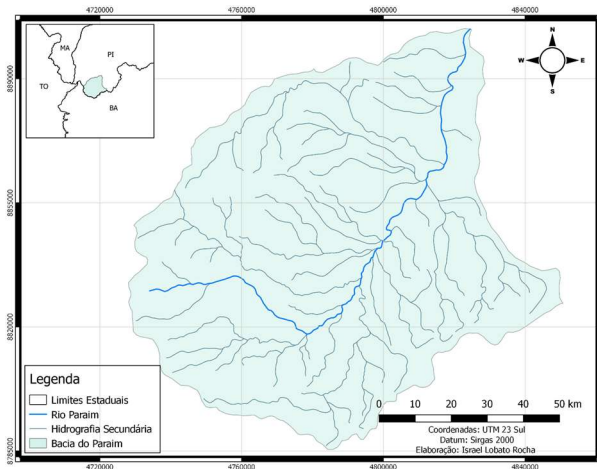 4720000 4760000 4800000 4840000
MA
PI
TO
BA
N
W E
S
8890000
8855000
8820000
8785000
Legenda
Limites Estaduais
Rio Paraim
Hidrografia Secundária
Bacia do Paraim
0 10 20 30 40 50 km
Coordenadas: UTM 23 Sul
Datum: Sirgas 2000
Elaboração: Israel Lobato Rocha
4720000 4760000 4800000 4840000